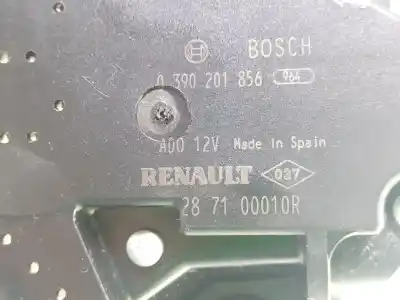 BOSCH
0 390 201 856 964
A00 12V Made in Spain
RENAULT 037
28 71 00010R